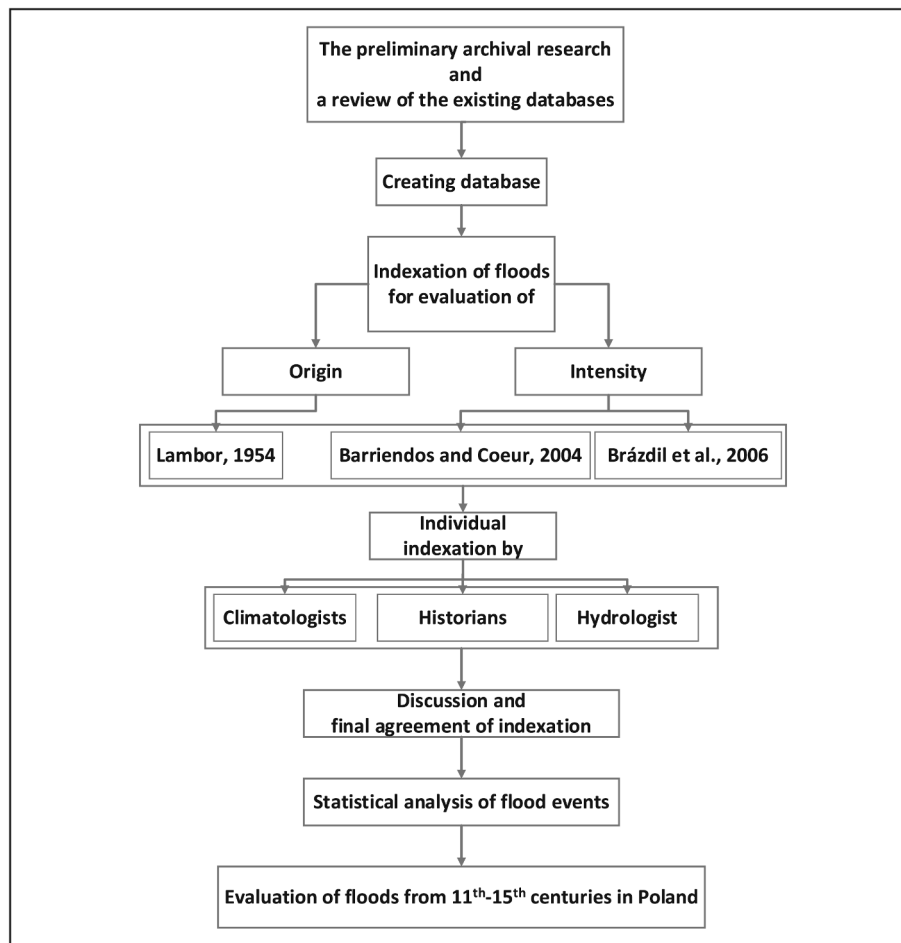 The preliminary archival research
and
a review of the existing databases
Creating database
Indexation of floods
for evaluation of
Origin
Intensity
Lambor, 1954
Barriendos and Coeur, 2004
Brázdil et al., 2006
Individual
indexation by
Climatologists
Historians
Hydrologist
Discussion and
final agreement of indexation
Statistical analysis of flood events
Evaluation of floods from 11th-15th centuries in Poland